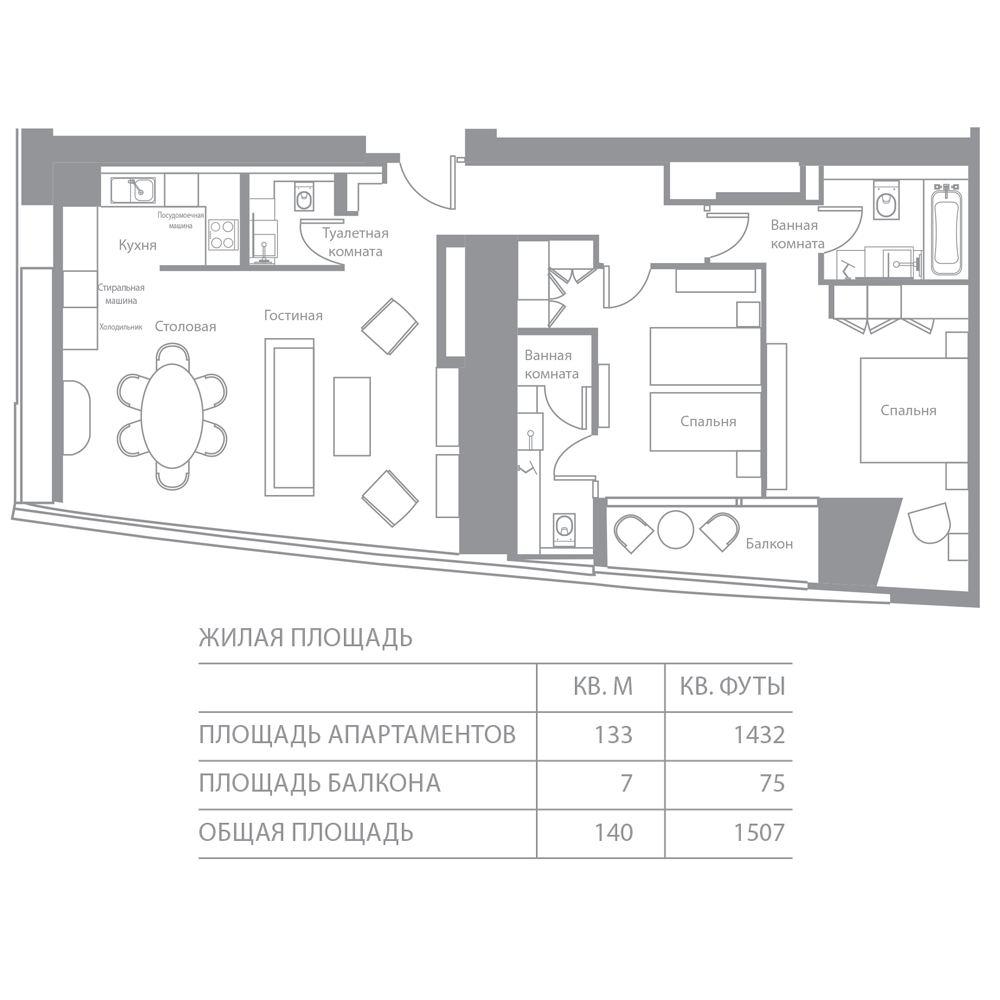 Посудомоечная
машина
Кухня
Туалетная
комната
Ванная
комната
Стиральная
машина
Холодильник
Столовая
Гостиная
Ванная
комната
Спальня
Спальня
Балкон
ЖИЛАЯ ПЛОЩАДЬ
КВ. М КВ. ФУТЫ
ПЛОЩАДЬ АПАРТАМЕНТОВ 133 1432
ПЛОЩАДЬ БАЛКОНА 7 75
ОБЩАЯ ПЛОЩАДЬ 140 1507